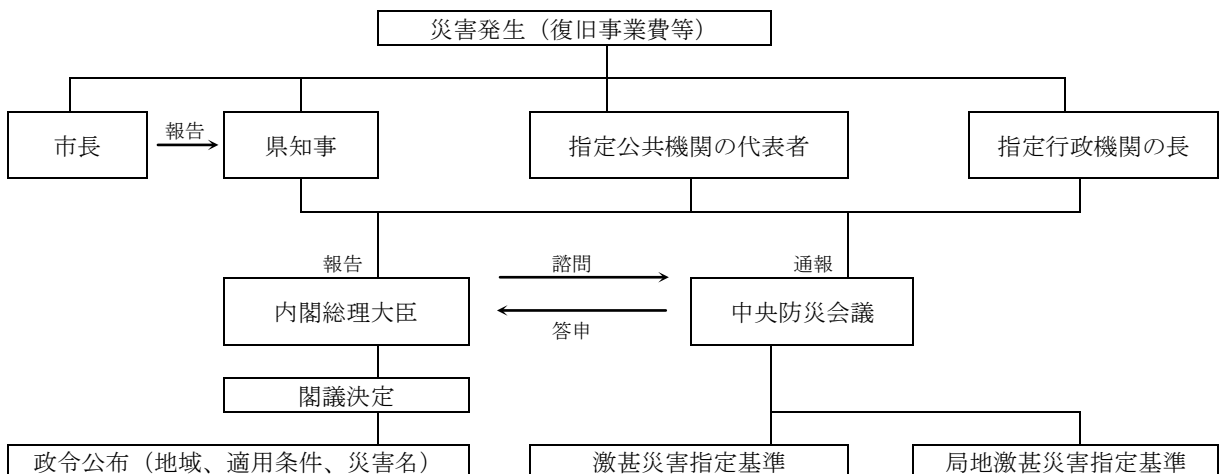 災害発生（復旧事業費等）
市長
報告
県知事
指定公共機関の代表者
指定行政機関の長
報告
諮問
通報
内閣総理大臣
中央防災会議
答申
閣議決定
政令公布（地域、適用条件、災害名）
激甚災害指定基準
局地激甚災害指定基準